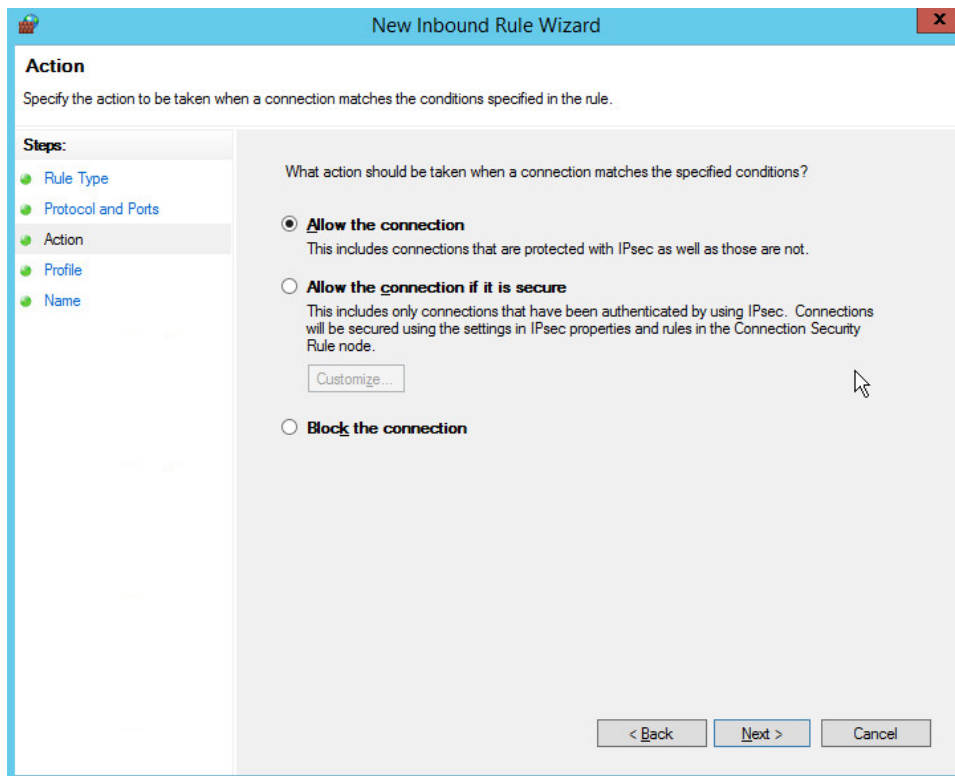 New Inbound Rule Wizard
x
Action
Specify the action to be taken when a connection matches the conditions specified in the rule.
Steps:
Rule Type
Protocol and Ports
Action
Profile
Name
What action should be taken when a connection matches the specified conditions?
Allow the connection
This includes connections that are protected with IPsec as well as those are not.
Allow the connection if it is secure
This includes only connections that have been authenticated by using IPsec. Connections
will be secured using the settings in IPsec properties and rules in the Connection Security
Rule node.
Customize...
Block the connection
< Back
Next >
Cancel